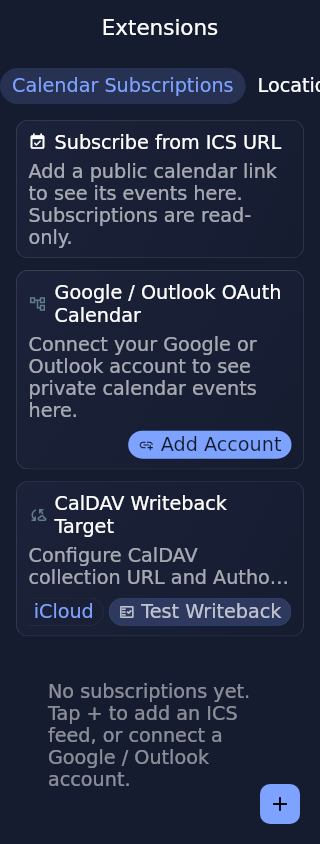 Extensions
Calendar Subscriptions
Locatio
Subscribe from ICS URL
Add a public calendar link
to see its events here.
Subscriptions are read-
only.
Google / Outlook OAuth
Calendar
Connect your Google or
Outlook account to see
private calendar events
here.
Add Account
CalDAV Writeback
Target
Configure CalDAV
collection URL and Autho...
iCloud
Test Writeback
No subscriptions yet.
Tap + to add an ICS
feed, or connect a
Google / Outlook
account.